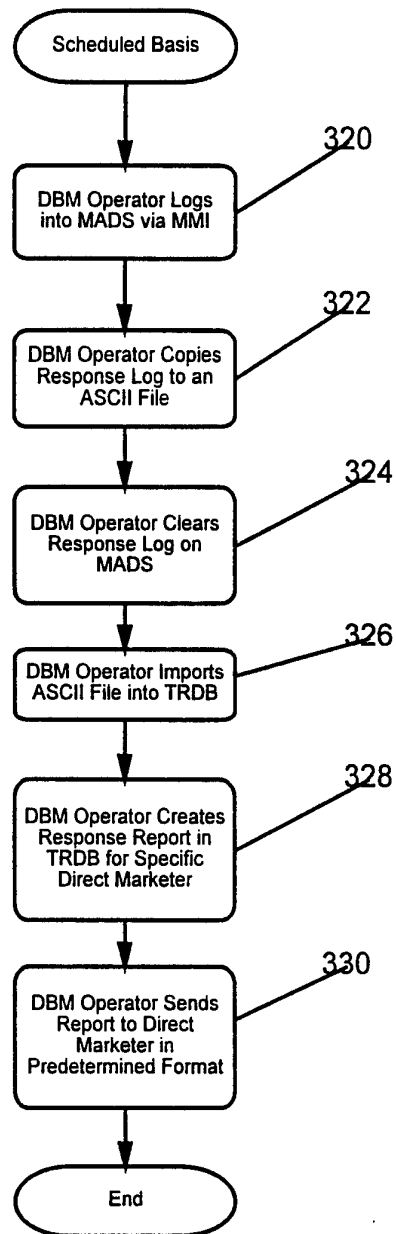 Scheduled Basis
320
DBM Operator Logs
into MADS via MMI
322
DBM Operator Copies
Response Log to an
ASCII File
324
DBM Operator Clears
Response Log on
MADS
326
DBM Operator Imports
ASCII File into TRDB
328
DBM Operator Creates
Response Report in
TRDB for Specific
Direct Marketer
330
DBM Operator Sends
Report to Direct
Marketer in
Predetermined Format
End